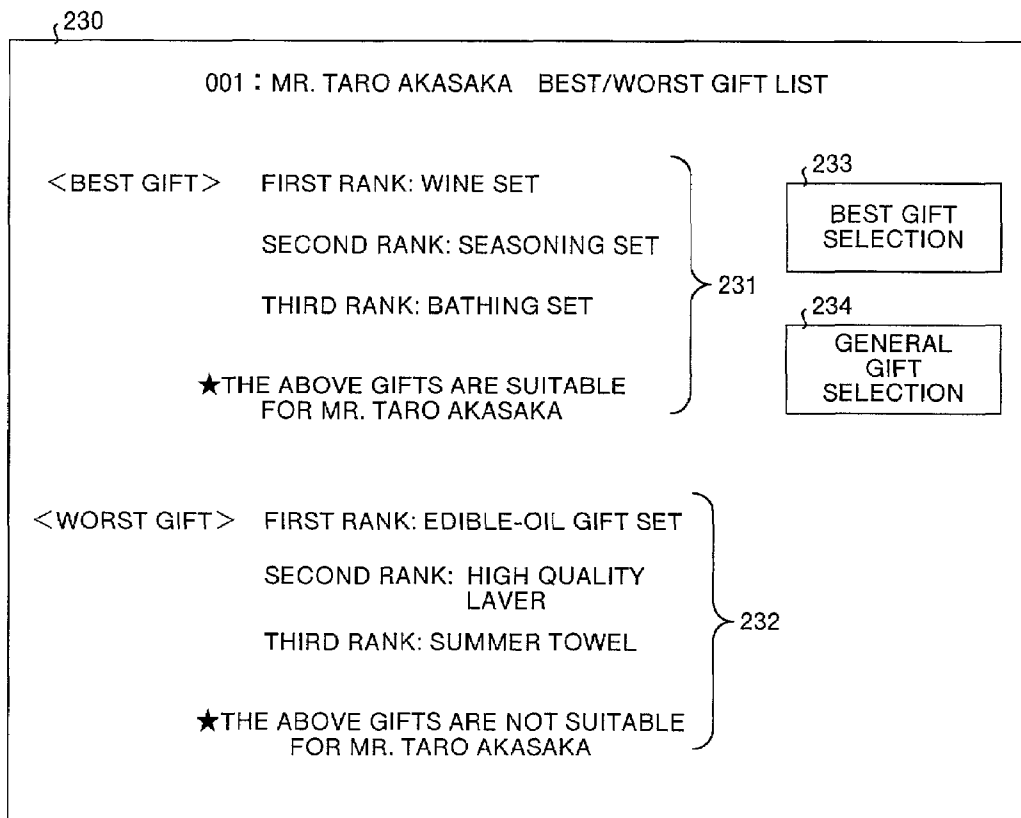 230
001 : MR. TARO AKASAKA BEST/WORST GIFT LIST
<BEST GIFT> FIRST RANK: WINE SET
SECOND RANK: SEASONING SET
THIRD RANK: BATHING SET
★THE ABOVE GIFTS ARE SUITABLE
FOR MR. TARO AKASAKA
231
233
BEST GIFT
SELECTION
234
GENERAL
GIFT
SELECTION
<WORST GIFT> FIRST RANK: EDIBLE-OIL GIFT SET
SECOND RANK: HIGH QUALITY
LAVER
THIRD RANK: SUMMER TOWEL
★THE ABOVE GIFTS ARE NOT SUITABLE
FOR MR. TARO AKASAKA
232